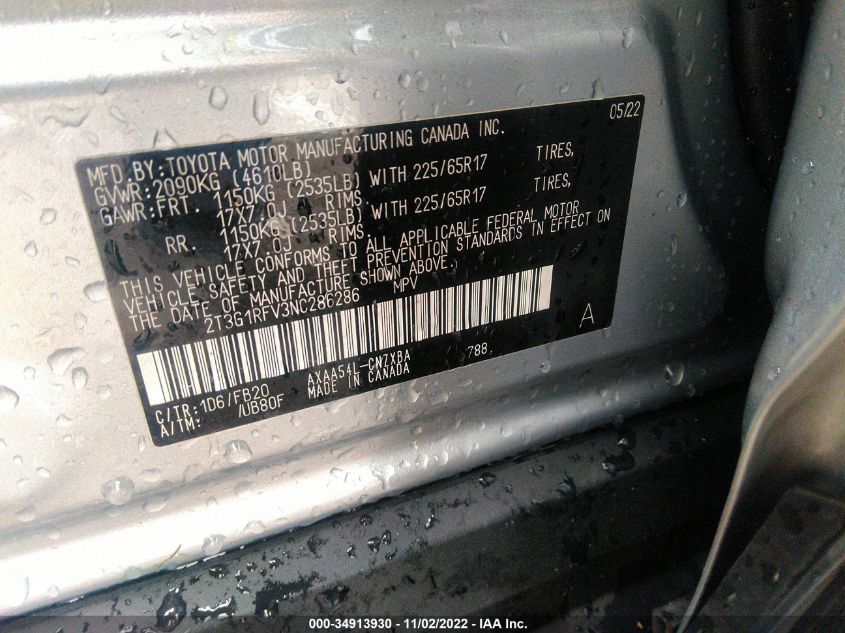 05/22
MFD.BY:TOYOTA MOTOR MANUFACTURING CANADA INC.
GVWR:2090KG (4610LB)
GAWR:FRT. 1150KG (2535LB) WITH 225/65R17 TIRES,
17X7.0J RIMS,
RR. 1150KG (2535LB) WITH 225/65R17 TIRES,
17X7.0J RIMS,
THIS VEHICLE CONFORMS TO ALL APPLICABLE FEDERAL MOTOR
VEHICLE SAFETY AND THEFT PREVENTION STANDARDS IN EFFECT ON
THE DATE OF MANUFACTURE SHOWN ABOVE.
2T3G1RFV3NC286286 MPV
A
C/TR:1D6/FB20 AXAA54L-CNZXBA 788
A/TM: /UB80F MADE IN CANADA
000-34913930 - 11/02/2022 - IAA Inc.